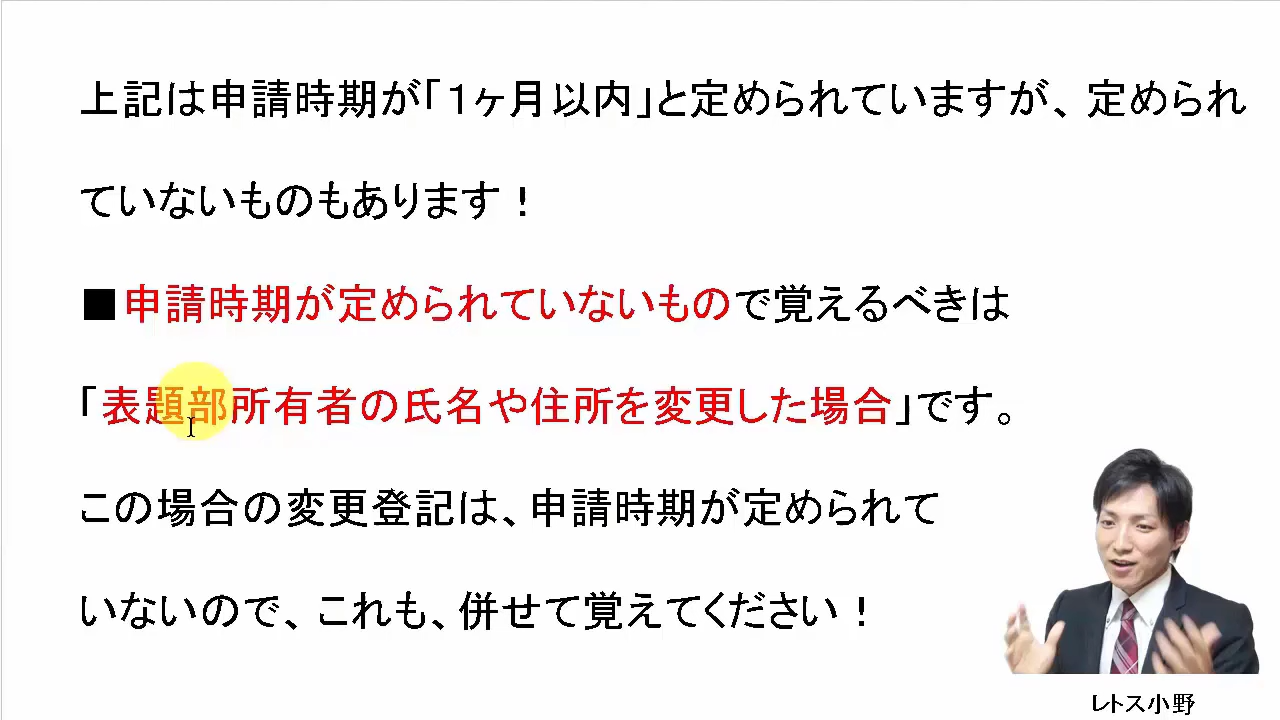 上記は申請時期が「１ヶ月以内」と定められていますが、定められ
ていないものもあります！
■申請時期が定められていないもので覚えるべきは
「表題部所有者の氏名や住所を変更した場合」です。
この場合の変更登記は、申請時期が定められて
いないので、これも、併せて覚えてください！
レトス小野